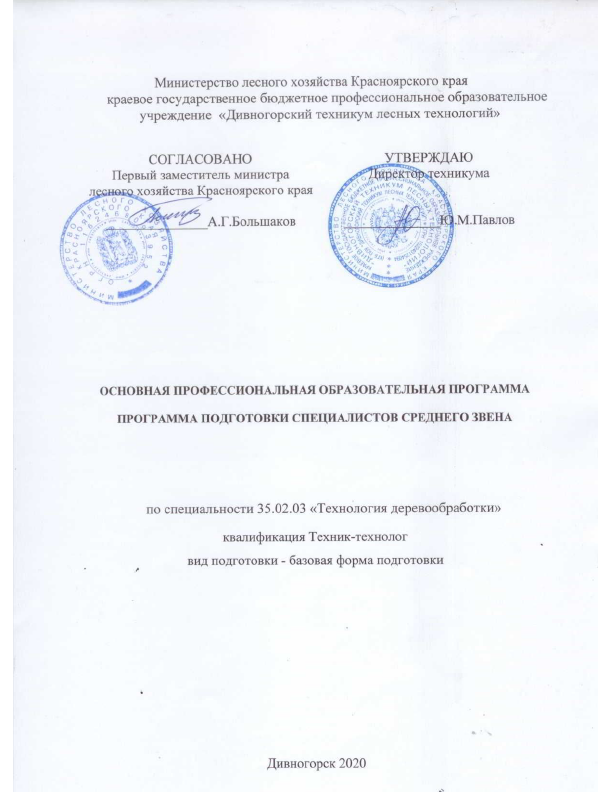 Министерство лесного хозяйства Красноярского края
краевое государственное бюджетное профессиональное образовательное
учреждение «Дивногорский техникум лесных технологий»
СОГЛАСОВАНО
Первый заместитель министра
лесного хозяйства Красноярского края
А.Г.Большаков
УТВЕРЖДАЮ
Директор техникума
Ю.М.Павлов
ОСНОВНАЯ ПРОФЕССИОНАЛЬНАЯ ОБРАЗОВАТЕЛЬНАЯ ПРОГРАММА
ПРОГРАММА ПОДГОТОВКИ СПЕЦИАЛИСТОВ СРЕДНЕГО ЗВЕНА
по специальности 35.02.03 «Технология деревообработки»
квалификация Техник-технолог
вид подготовки - базовая форма подготовки
Дивногорск 2020